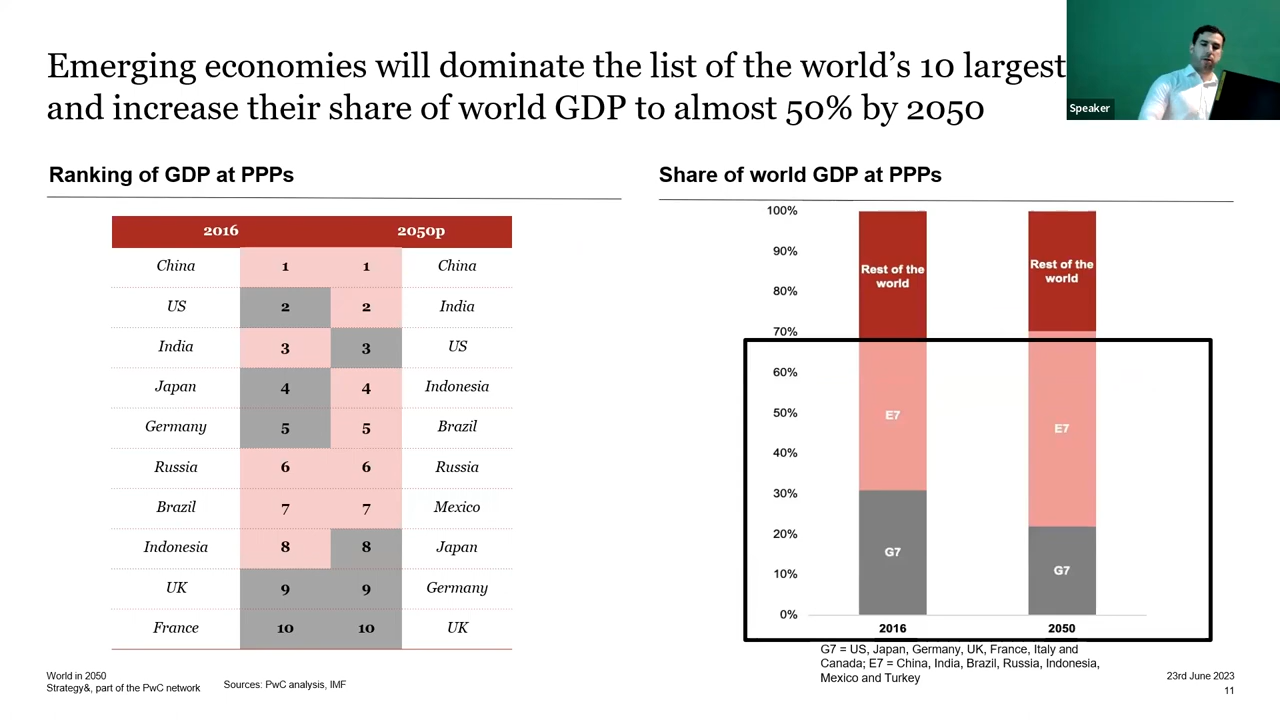 Emerging economies will dominate the list of the world’s 10 largest
and increase their share of world GDP to almost 50% by 2050
Speaker
Ranking of GDP at PPPs
2016 2050p
China 1 1 China
US 2 2 India
India 3 3 US
Japan 4 4 Indonesia
Germany 5 5 Brazil
Russia 6 6 Russia
Brazil 7 7 Mexico
Indonesia 8 8 Japan
UK 9 9 Germany
France 10 10 UK
Share of world GDP at PPPs
100%
90%
80%
70%
60%
50%
40%
30%
20%
10%
0%
Rest of the
world
E7
G7
2016
Rest of the
world
E7
G7
2050
G7 = US, Japan, Germany, UK, France, Italy and
Canada; E7 = China, India, Brazil, Russia, Indonesia,
Mexico and Turkey
World in 2050
Strategy&, part of the PwC network
Sources: PwC analysis, IMF
23rd June 2023
11